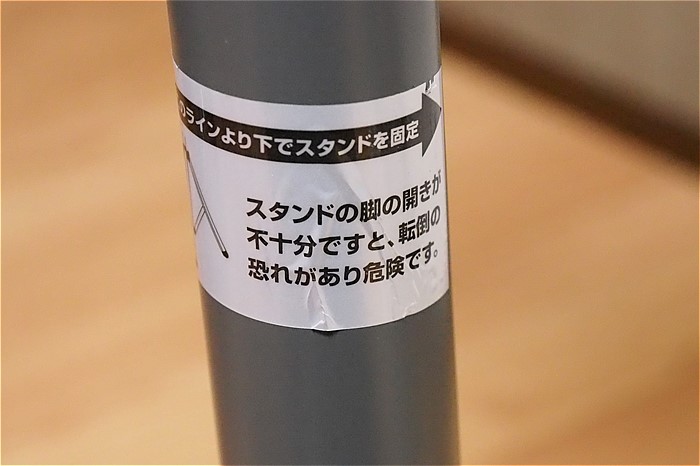 のラインより下でスタンドを固定
スタンドの脚の開きが
不十分ですと、転倒の
恐れがあり危険です。